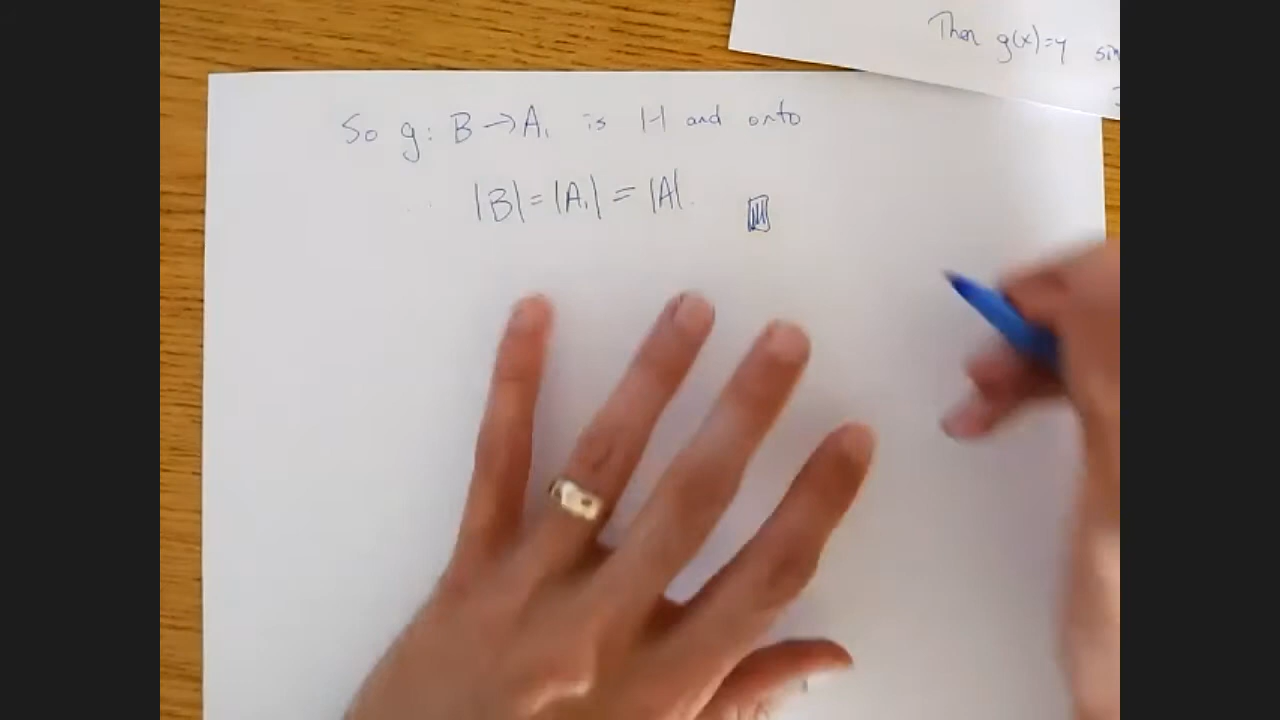 Then g(x)=y
So g: B → A₁ is 1-1 and onto
|B| = |A₁| = |A|.